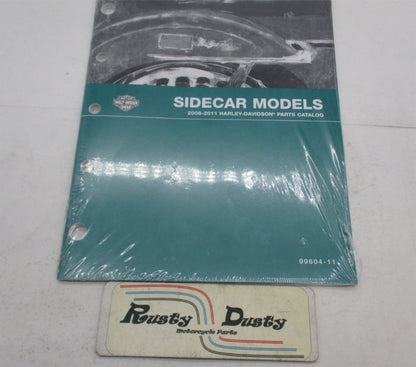 SIDECAR MODELS
2008-2011 HARLEY-DAVIDSON® PARTS CATALOG
99604-11
Rusty Dusty
Motorcycle Parts